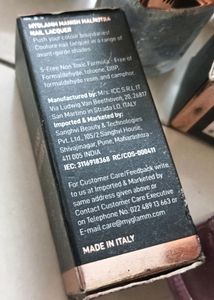 MYGLAMM MANISH MALHOTRA
NAIL LACQUER
Push your colour boundaries!
Couture nail lacquer in a range of
avant-garde shades.
5-Free Non Toxic Formula - Free of
Formaldehyde, toluene, DBP,
formaldehyde resin, and camphor.
Manufactured by: M/s. ICC S.R.L, IT
Via Ludwig Van Beethoven, 20, 26817
San Martino in Strada LO, ITALY
Imported & Marketed by:
Sanghvi Beauty & Technologies
Pvt. Ltd., 105/2 Sanghvi House,
Shivajinagar, Pune, Maharashtra -
411 005 INDIA
IEC: 3116918368 RC/COS-000411
For Customer Care/Feedback write
to us at Imported & Marketed by
same address given above or
Contact Customer Care Executive
on Telephone No. 022 489 13 663 or
E-mail care@myglamm.com
MADE IN ITALY